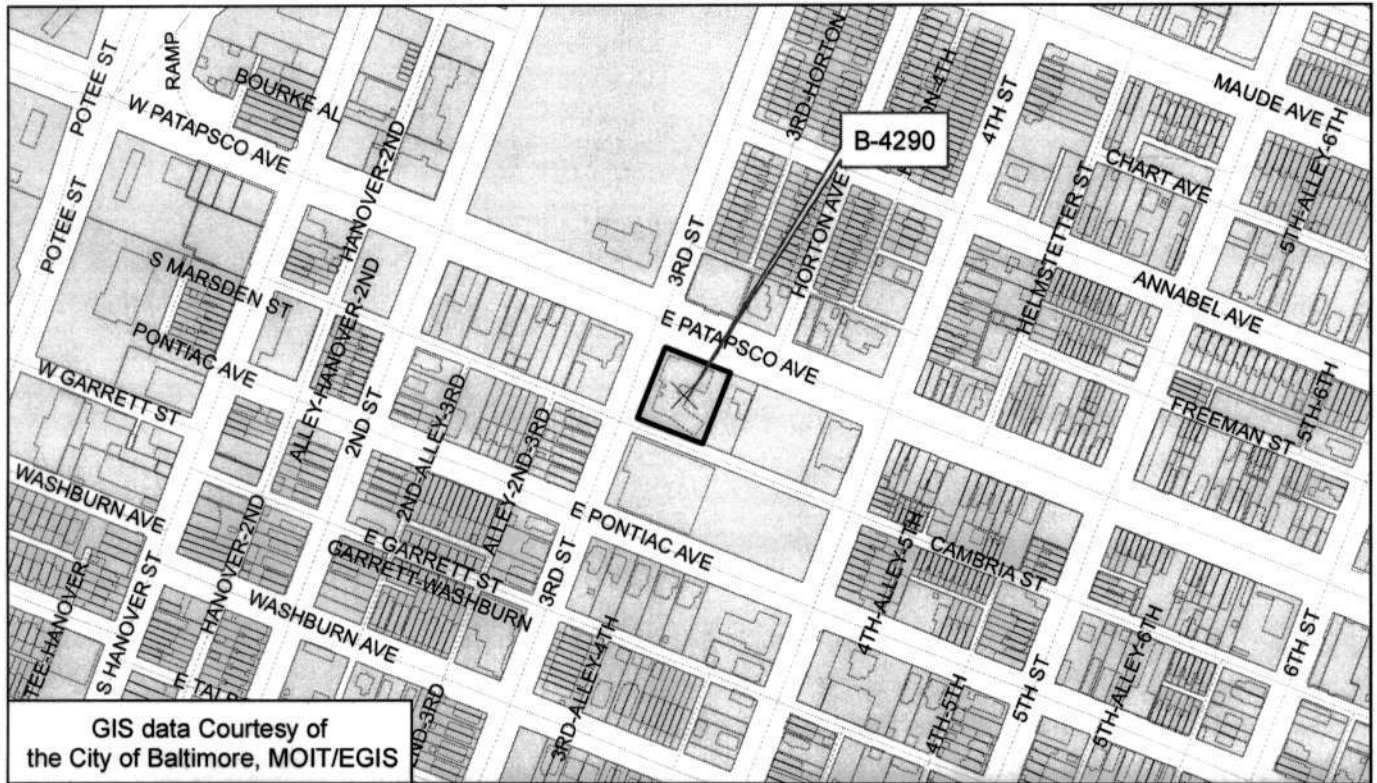 POTEE ST
RAMP
BOURKE AL
W PATAPSCO AVE
POTEE ST
HANOVER-2ND
S MARSDEN ST
PONTIAC AVE
W GARRETT ST
ALLEY-HANOVER-2ND
2ND ST
WASHBURN AVE
S HANOVER ST
HANOVER-2ND
2ND-ALLEY-3RD
ALLEY-2ND-3RD
E GARRETT ST
GARRETT-WASHBURN
WASHBURN AVE
3RD ST
E PONTIAC AVE
3RD-ALLEY-4TH
3RD-HORTON
B-4290
4TH ST
3RD ST
HORTON AVE
E PATAPSCO AVE
MAUDE AVE
CHART AVE
5TH-ALLEY-6TH
HELMSTETTER ST
ANNABEL AVE
FREEMAN ST
5TH-6TH
4TH-ALLEY-5TH
CAMBRIA ST
4TH-5TH
5TH ST
5TH-ALLEY-6TH
6TH ST
GIS data Courtesy of
the City of Baltimore, MOIT/EGIS